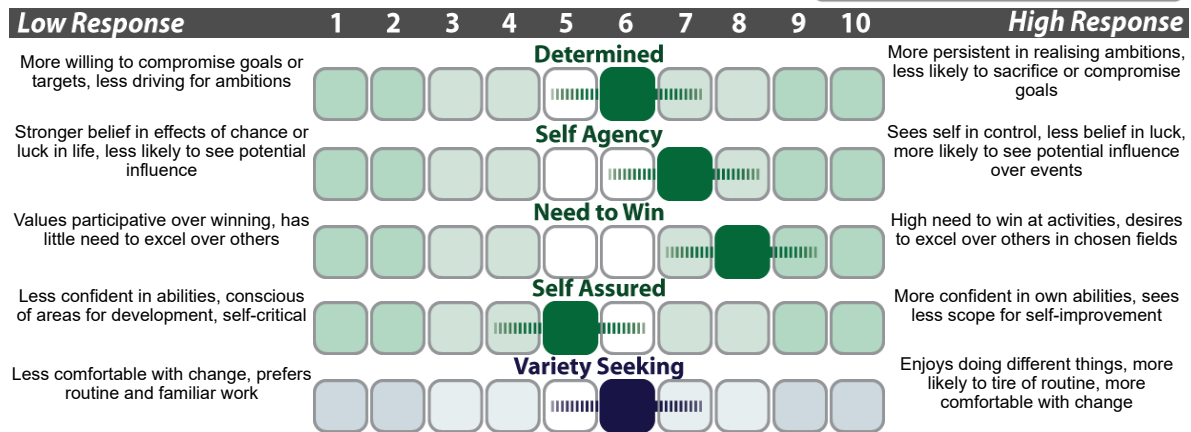 Low Response 1 2 3 4 5 6 7 8 9 10 High Response
Determined
More willing to compromise goals or
targets, less driving for ambitions
More persistent in realising ambitions,
less likely to sacrifice or compromise
goals
Self Agency
Stronger belief in effects of chance or
luck in life, less likely to see potential
influence
Sees self in control, less belief in luck,
more likely to see potential influence
over events
Need to Win
Values participative over winning, has
little need to excel over others
High need to win at activities, desires
to excel over others in chosen fields
Self Assured
Less confident in abilities, conscious
of areas for development, self-critical
More confident in own abilities, sees
less scope for self-improvement
Variety Seeking
Less comfortable with change, prefers
routine and familiar work
Enjoys doing different things, more
likely to tire of routine, more
comfortable with change